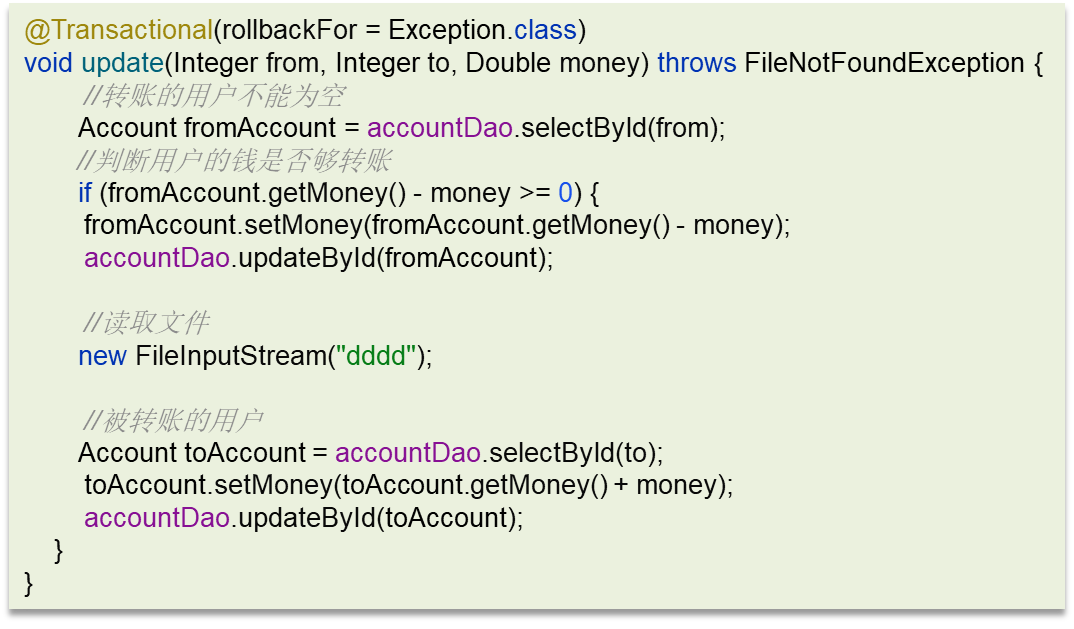 @Transactional(rollbackFor = Exception.class)
void update(Integer from, Integer to, Double money) throws FileNotFoundException {
//转账的用户不能为空
Account fromAccount = accountDao.selectById(from);
//判断用户的钱是否够转账
if (fromAccount.getMoney() - money >= 0) {
fromAccount.setMoney(fromAccount.getMoney() - money);
accountDao.updateById(fromAccount);
//读取文件
new FileInputStream("dddd");
//被转账的用户
Account toAccount = accountDao.selectById(to);
toAccount.setMoney(toAccount.getMoney() + money);
accountDao.updateById(toAccount);
}
}